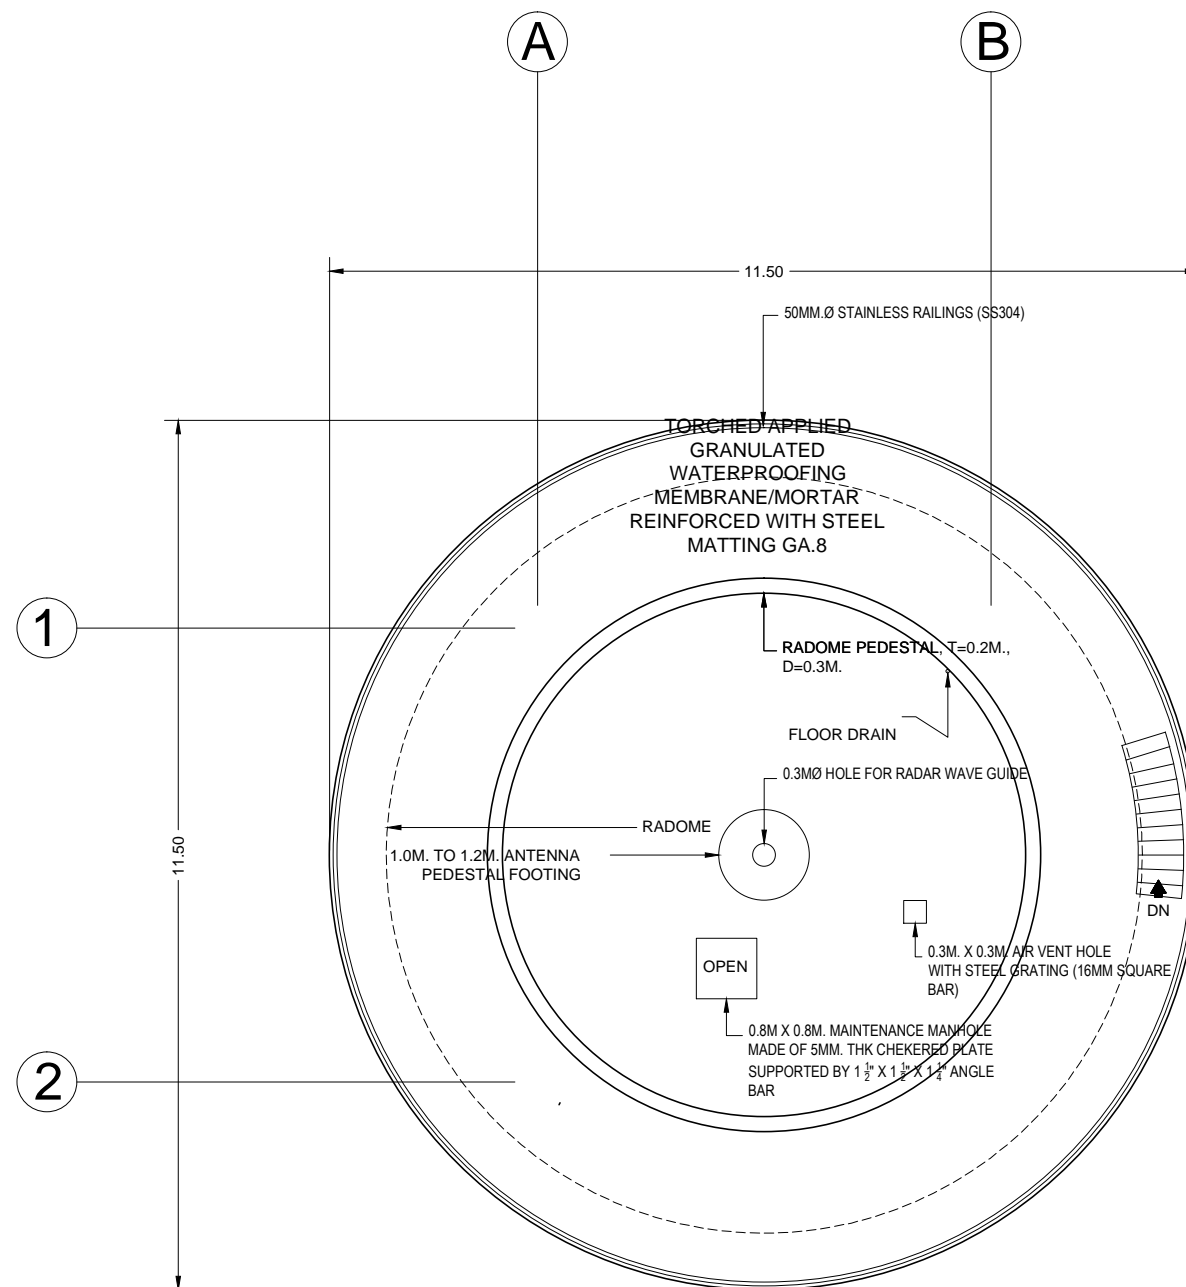 A
B
11.50
50MM.Ø STAINLESS RAILINGS (SS304)
TORCHED APPLIED
GRANULATED
WATERPROOFING
MEMBRANE/MORTAR
REINFORCED WITH STEEL
MATTING GA.8
1
RADOME PEDESTAL, T=0.2M.,
D=0.3M.
FLOOR DRAIN
0.3MØ HOLE FOR RADAR WAVE GUIDE
RADOME
11.50
1.0M. TO 1.2M. ANTENNA
PEDESTAL FOOTING
DN
0.3M. X 0.3M. AIR VENT HOLE
WITH STEEL GRATING (16MM SQUARE
BAR)
OPEN
0.8M X 0.8M. MAINTENANCE MANHOLE
MADE OF 5MM. THK CHEKERED PLATE
SUPPORTED BY 1 1/2" X 1 1/2" X 1 1/4" ANGLE
BAR
2